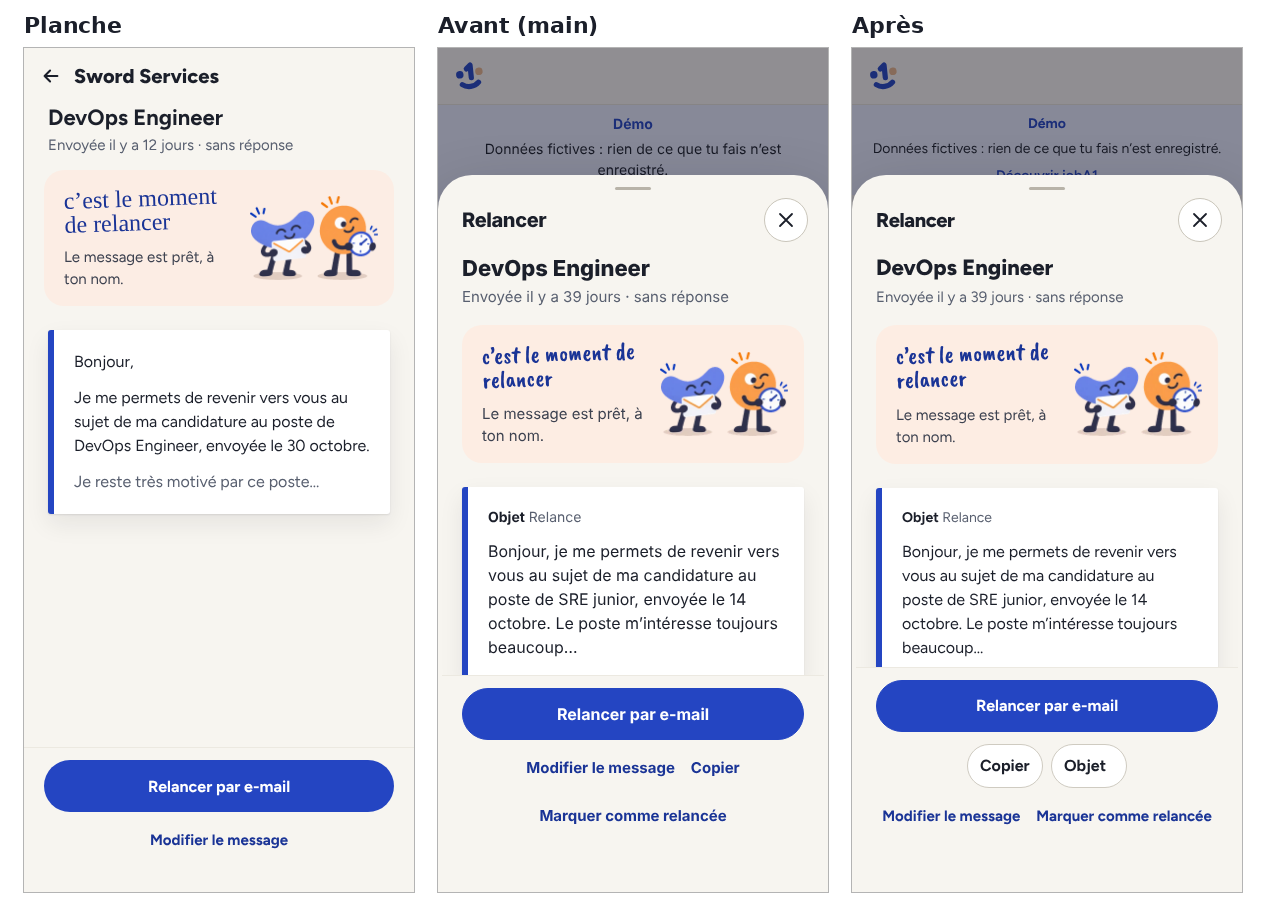 Planche
Sword Services
DevOps Engineer
Envoyée il y a 12 jours · sans réponse
c’est le moment
de relancer
Le message est prêt, à
ton nom.
Bonjour,
Je me permets de revenir vers vous au
sujet de ma candidature au poste de
DevOps Engineer, envoyée le 30 octobre.
Je reste très motivé par ce poste…
Relancer par e-mail
Modifier le message
Avant (main)
Démo
Données fictives : rien de ce que tu fais n’est
enregistré.
Relancer
DevOps Engineer
Envoyée il y a 39 jours · sans réponse
c’est le moment de
relancer
Le message est prêt, à
ton nom.
Objet Relance
Bonjour, je me permets de revenir vers
vous au sujet de ma candidature au
poste de SRE junior, envoyée le 14
octobre. Le poste m’intéresse toujours
beaucoup…
Relancer par e-mail
Modifier le message Copier
Marquer comme relancée
Après
Démo
Données fictives : rien de ce que tu fais n’est enregistré.
Découvrir jobA1
Relancer
DevOps Engineer
Envoyée il y a 39 jours · sans réponse
c’est le moment de
relancer
Le message est prêt, à
ton nom.
Objet Relance
Bonjour, je me permets de revenir vers
vous au sujet de ma candidature au
poste de SRE junior, envoyée le 14
octobre. Le poste m’intéresse toujours
beaucoup…
Relancer par e-mail
Copier Objet
Modifier le message Marquer comme relancée